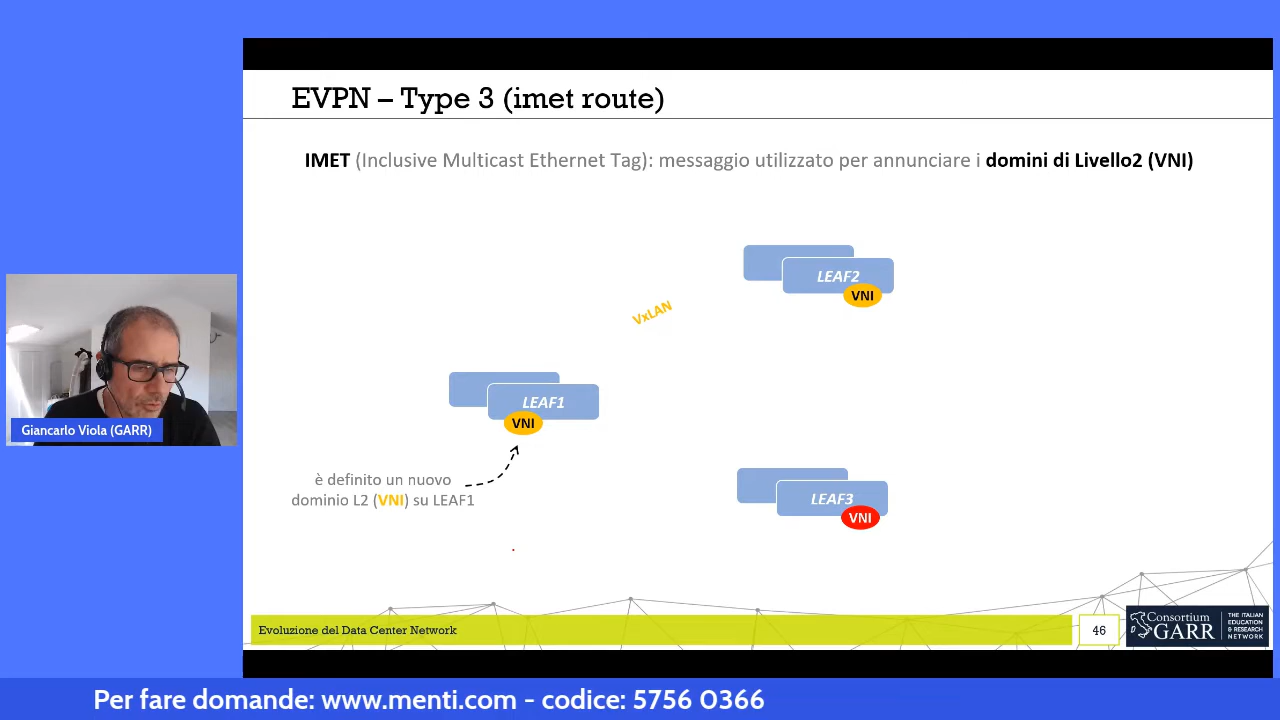 EVPN – Type 3 (imet route)
IMET (Inclusive Multicast Ethernet Tag): messaggio utilizzato per annunciare i domini di Livello2 (VNI)
LEAF2
VNI
VxLAN
LEAF1
VNI
è definito un nuovo
dominio L2 (VNI) su LEAF1
LEAF3
VNI
Giancarlo Viola (GARR)
Evoluzione del Data Center Network
46
Consortium
GARR
THE ITALIAN
EDUCATION
& RESEARCH
NETWORK
Per fare domande: www.menti.com - codice: 5756 0366